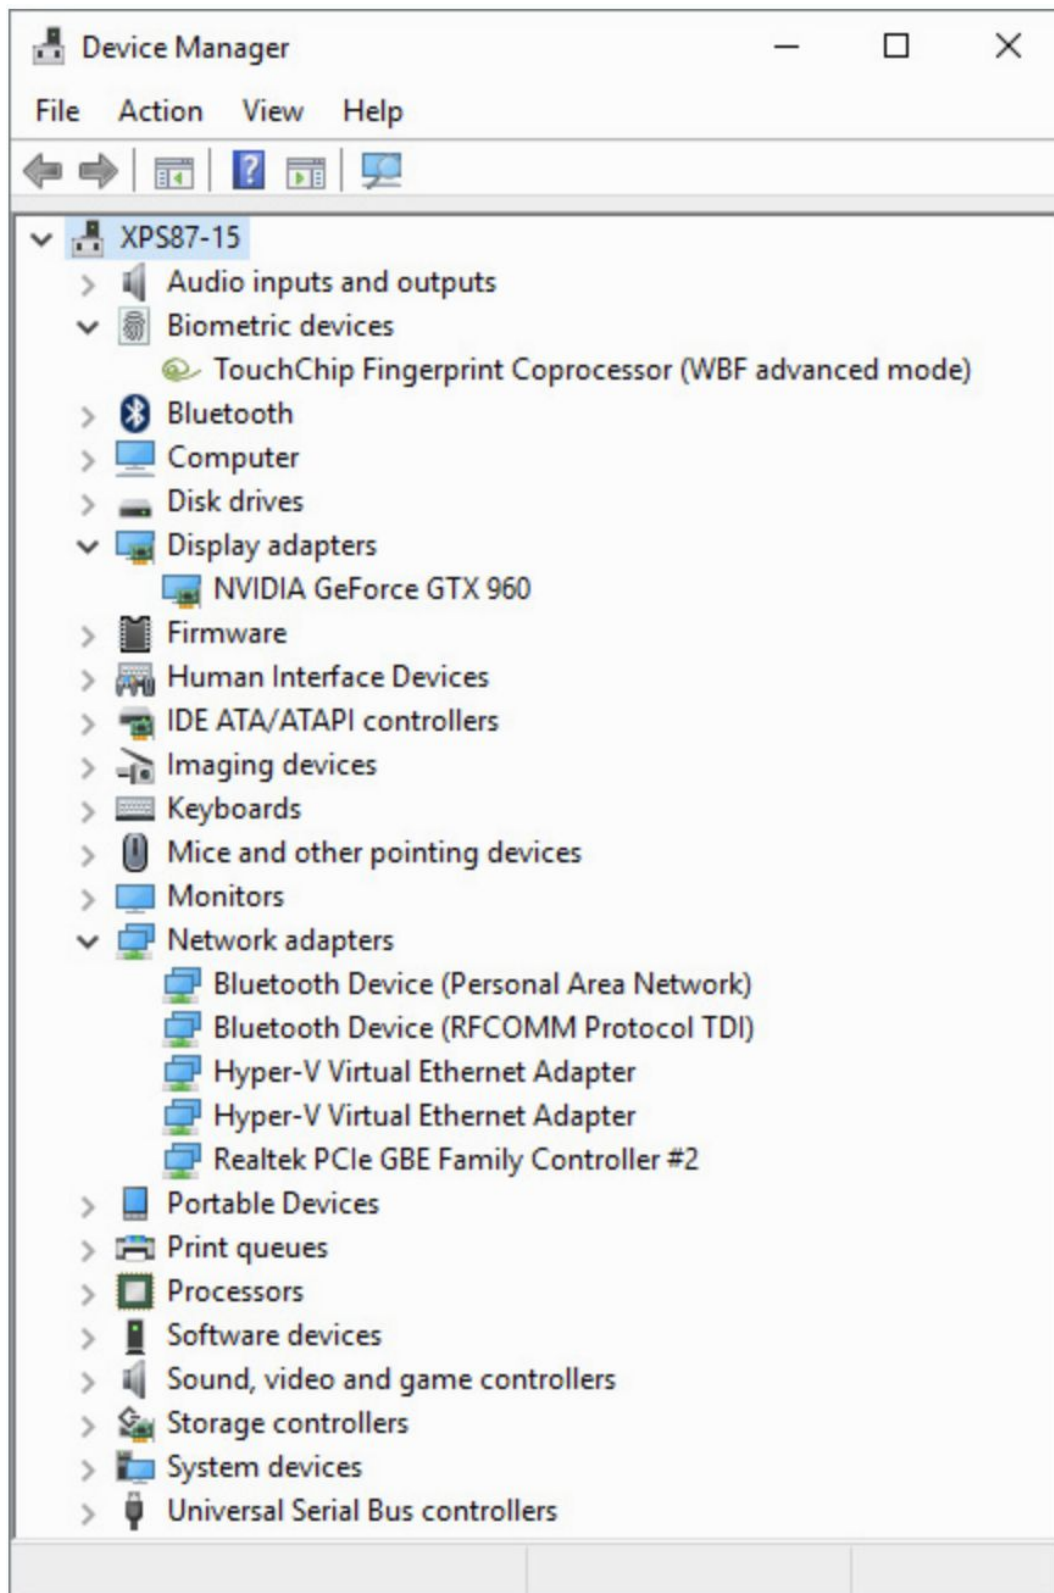 Device Manager
File Action View Help
XPS87-15
Audio inputs and outputs
Biometric devices
TouchChip Fingerprint Coprocessor (WBF advanced mode)
Bluetooth
Computer
Disk drives
Display adapters
NVIDIA GeForce GTX 960
Firmware
Human Interface Devices
IDE ATA/ATAPI controllers
Imaging devices
Keyboards
Mice and other pointing devices
Monitors
Network adapters
Bluetooth Device (Personal Area Network)
Bluetooth Device (RFCOMM Protocol TDI)
Hyper-V Virtual Ethernet Adapter
Hyper-V Virtual Ethernet Adapter
Realtek PCIe GBE Family Controller #2
Portable Devices
Print queues
Processors
Software devices
Sound, video and game controllers
Storage controllers
System devices
Universal Serial Bus controllers